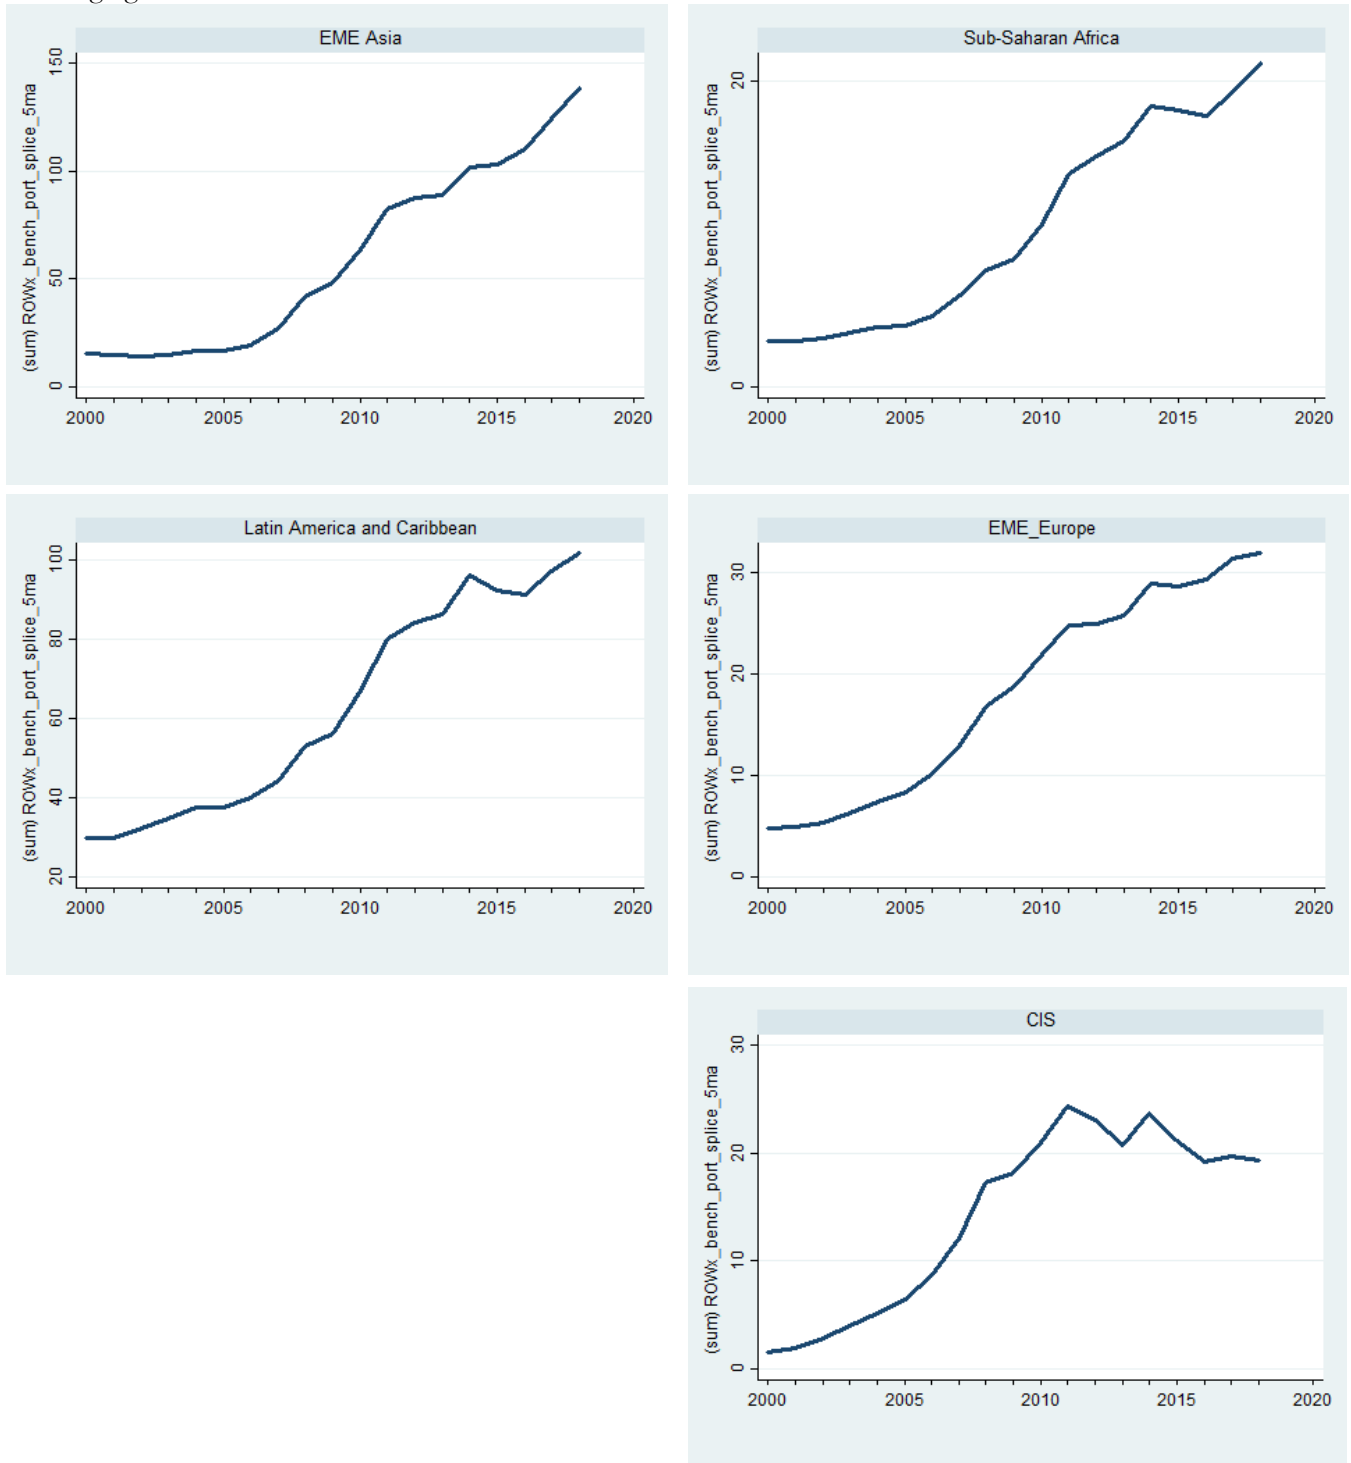 EME Asia
(sum) ROWx_bench_port_splice_5ma
150
100
50
0
2000 2005 2010 2015 2020
Sub-Saharan Africa
(sum) ROWx_bench_port_splice_5ma
20
0
2000 2005 2010 2015 2020
Latin America and Caribbean
(sum) ROWx_bench_port_splice_5ma
100
80
60
40
20
2000 2005 2010 2015 2020
EME_Europe
(sum) ROWx_bench_port_splice_5ma
30
20
10
0
2000 2005 2010 2015 2020
CIS
(sum) ROWx_bench_port_splice_5ma
30
20
10
0
2000 2005 2010 2015 2020